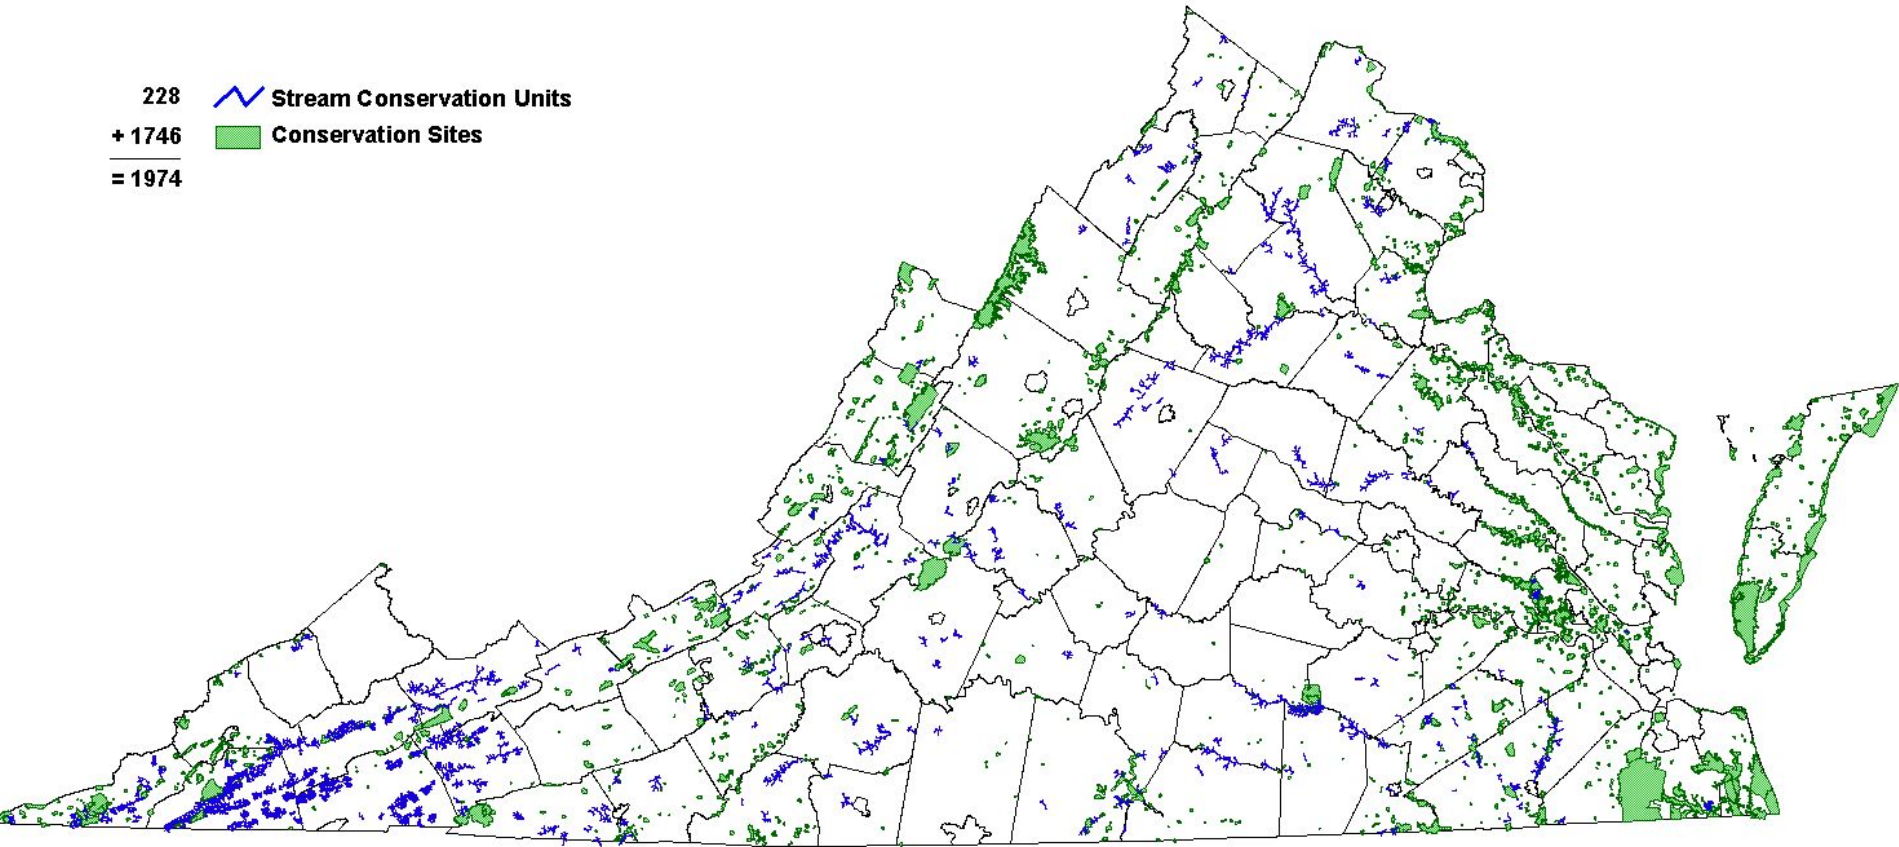 228 Stream Conservation Units
+ 1746 Conservation Sites
= 1974